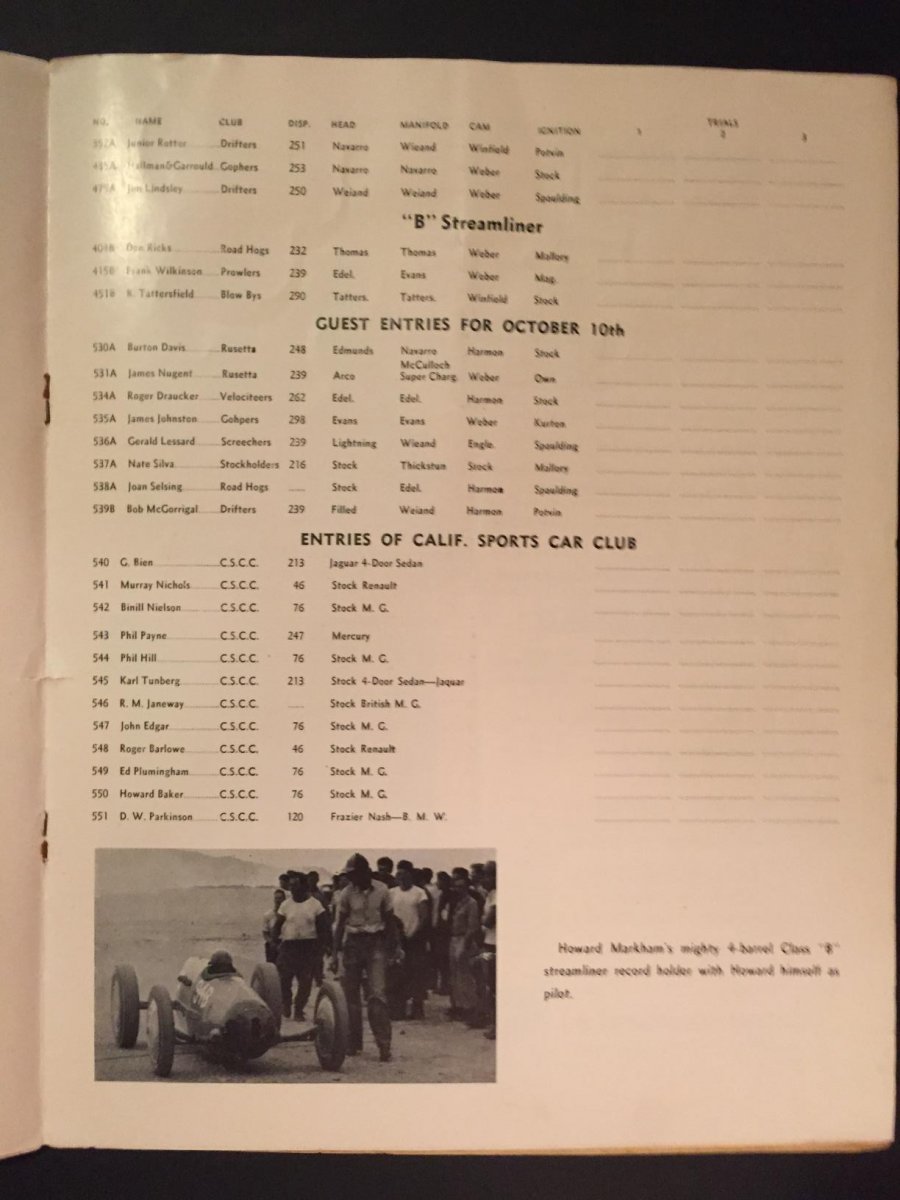 NO. NAME CLUB DISP. HEAD MANIFOLD CAM IGNITION TRIALS
1 2 3
392A Junior Rotter Drifters 251 Navarro Wieand Winfield Potvin
&Garrould Gophers 253 Navarro Navarro Weber Stock
475A Jim Lindsley Drifters 250 Weiand Weiand Weber Spaulding
"B" Streamliner
409B Don Ricks Road Hogs 232 Thomas Thomas Weber Mallory
415B Frank Wilkinson Prowlers 239 Edel. Evans Weber Mag.
451B R. Tattersfield Blow Bys 290 Tatters. Tatters. Winfield Stock
GUEST ENTRIES FOR OCTOBER 10th
530A Burton Davis Rusetta 248 Edmunds Navarro Harmon Stock
McCulloch
531A James Nugent Rusetta 239 Arco Super Charg. Weber Own
534A Roger Draucker Velociteers 262 Edel. Edel. Harmon Stock
535A James Johnston Gohpers 298 Evans Evans Weber Kurten
536A Gerald Lessard Screechers 239 Lightning Wieand Engle. Spaulding
537A Nate Silva Stockholders 216 Stock Thickstun Stock Mallory
538A Joan Selsing Road Hogs ...... Stock Edel. Harmon Spaulding
539B Bob McGorrigal Drifters 239 Filled Weiand Harmon Potvin
ENTRIES OF CALIF. SPORTS CAR CLUB
540 G. Bien C.S.C.C. 213 Jaguar 4-Door Sedan
541 Murray Nichols C.S.C.C. 46 Stock Renault
542 Binill Nielson C.S.C.C. 76 Stock M. G.
543 Phil Payne C.S.C.C. 247 Mercury
544 Phil Hill C.S.C.C. 76 Stock M. G.
545 Karl Tunberg C.S.C.C. 213 Stock 4-Door Sedan—Jaquar
546 R. M. Janeway C.S.C.C. ...... Stock British M. G.
547 John Edgar C.S.C.C. 76 Stock M. G.
548 Roger Barlowe C.S.C.C. 46 Stock Renault
549 Ed Plumingham C.S.C.C. 76 Stock M. G.
550 Howard Baker C.S.C.C. 76 Stock M. G.
551 D. W. Parkinson C.S.C.C. 120 Frazier Nash—B. M. W.
Howard Markham's mighty 4-barrel Class "B"
streamliner record holder with Howard himself as
pilot.